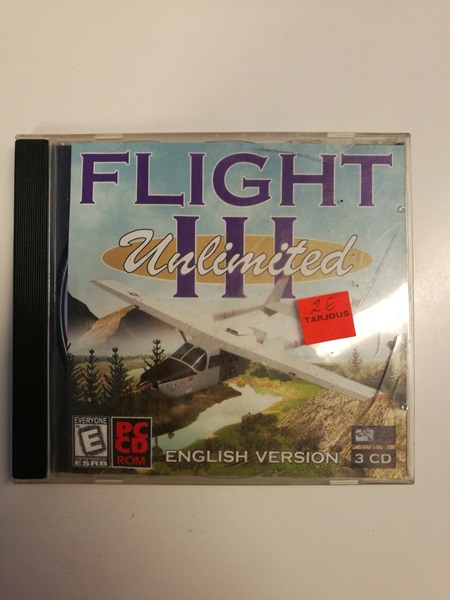 FLIGHT
III
Unlimited
2 €
TARJOUS
EVERYONE
E
ESRB
PC
CD
ROM
ENGLISH VERSION
3 CD